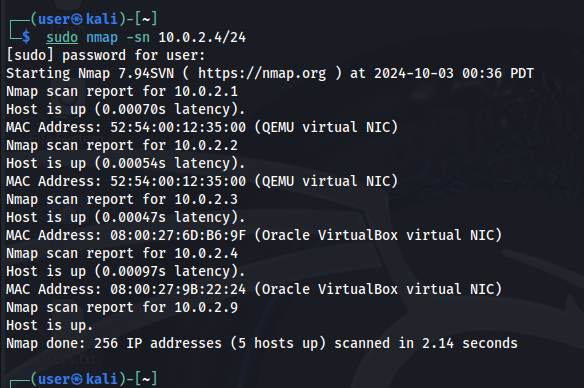 ┌──(user㉿kali)-[~]
└─$ sudo nmap -sn 10.0.2.4/24
[sudo] password for user:
Starting Nmap 7.94SVN ( https://nmap.org ) at 2024-10-03 00:36 PDT
Nmap scan report for 10.0.2.1
Host is up (0.00070s latency).
MAC Address: 52:54:00:12:35:00 (QEMU virtual NIC)
Nmap scan report for 10.0.2.2
Host is up (0.00054s latency).
MAC Address: 52:54:00:12:35:00 (QEMU virtual NIC)
Nmap scan report for 10.0.2.3
Host is up (0.00047s latency).
MAC Address: 08:00:27:6D:B6:9F (Oracle VirtualBox virtual NIC)
Nmap scan report for 10.0.2.4
Host is up (0.00097s latency).
MAC Address: 08:00:27:9B:22:24 (Oracle VirtualBox virtual NIC)
Nmap scan report for 10.0.2.9
Host is up.
Nmap done: 256 IP addresses (5 hosts up) scanned in 2.14 seconds
┌──(user㉿kali)-[~]